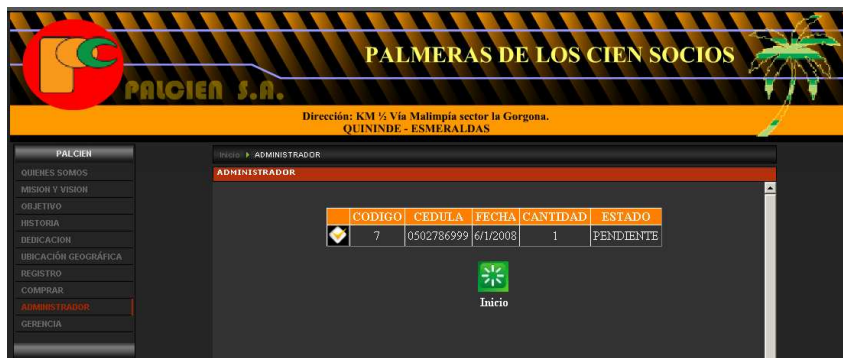 PALMERAS DE LOS CIEN SOCIOS
PALCIEN S.A.
Dirección: KM ½ Vía Malimpía sector la Gorgona.
QUININDE - ESMERALDAS
PALCIEN
QUIENES SOMOS
MISION Y VISION
OBJETIVO
HISTORIA
DEDICACION
UBICACIÓN GEOGRÁFICA
REGISTRO
COMPRAR
ADMINISTRADOR
GERENCIA
Inicio ADMINISTRADOR
ADMINISTRADOR
CODIGO CEDULA FECHA CANTIDAD ESTADO
7 0502786999 6/1/2008 1 PENDIENTE
Inicio